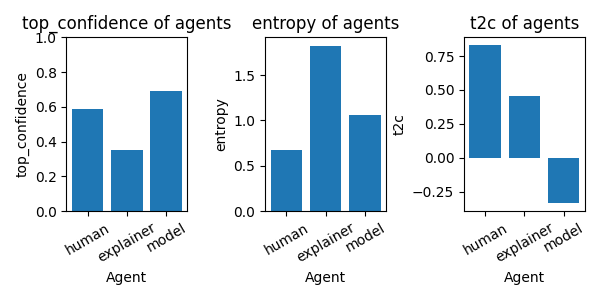 top_confidence of agents
top_confidence
1.0
0.8
0.6
0.4
0.2
0.0
human
explainer
model
Agent
entropy of agents
entropy
1.5
1.0
0.5
0.0
human
explainer
model
Agent
t2c of agents
t2c
0.75
0.50
0.25
0.00
−0.25
human
explainer
model
Agent